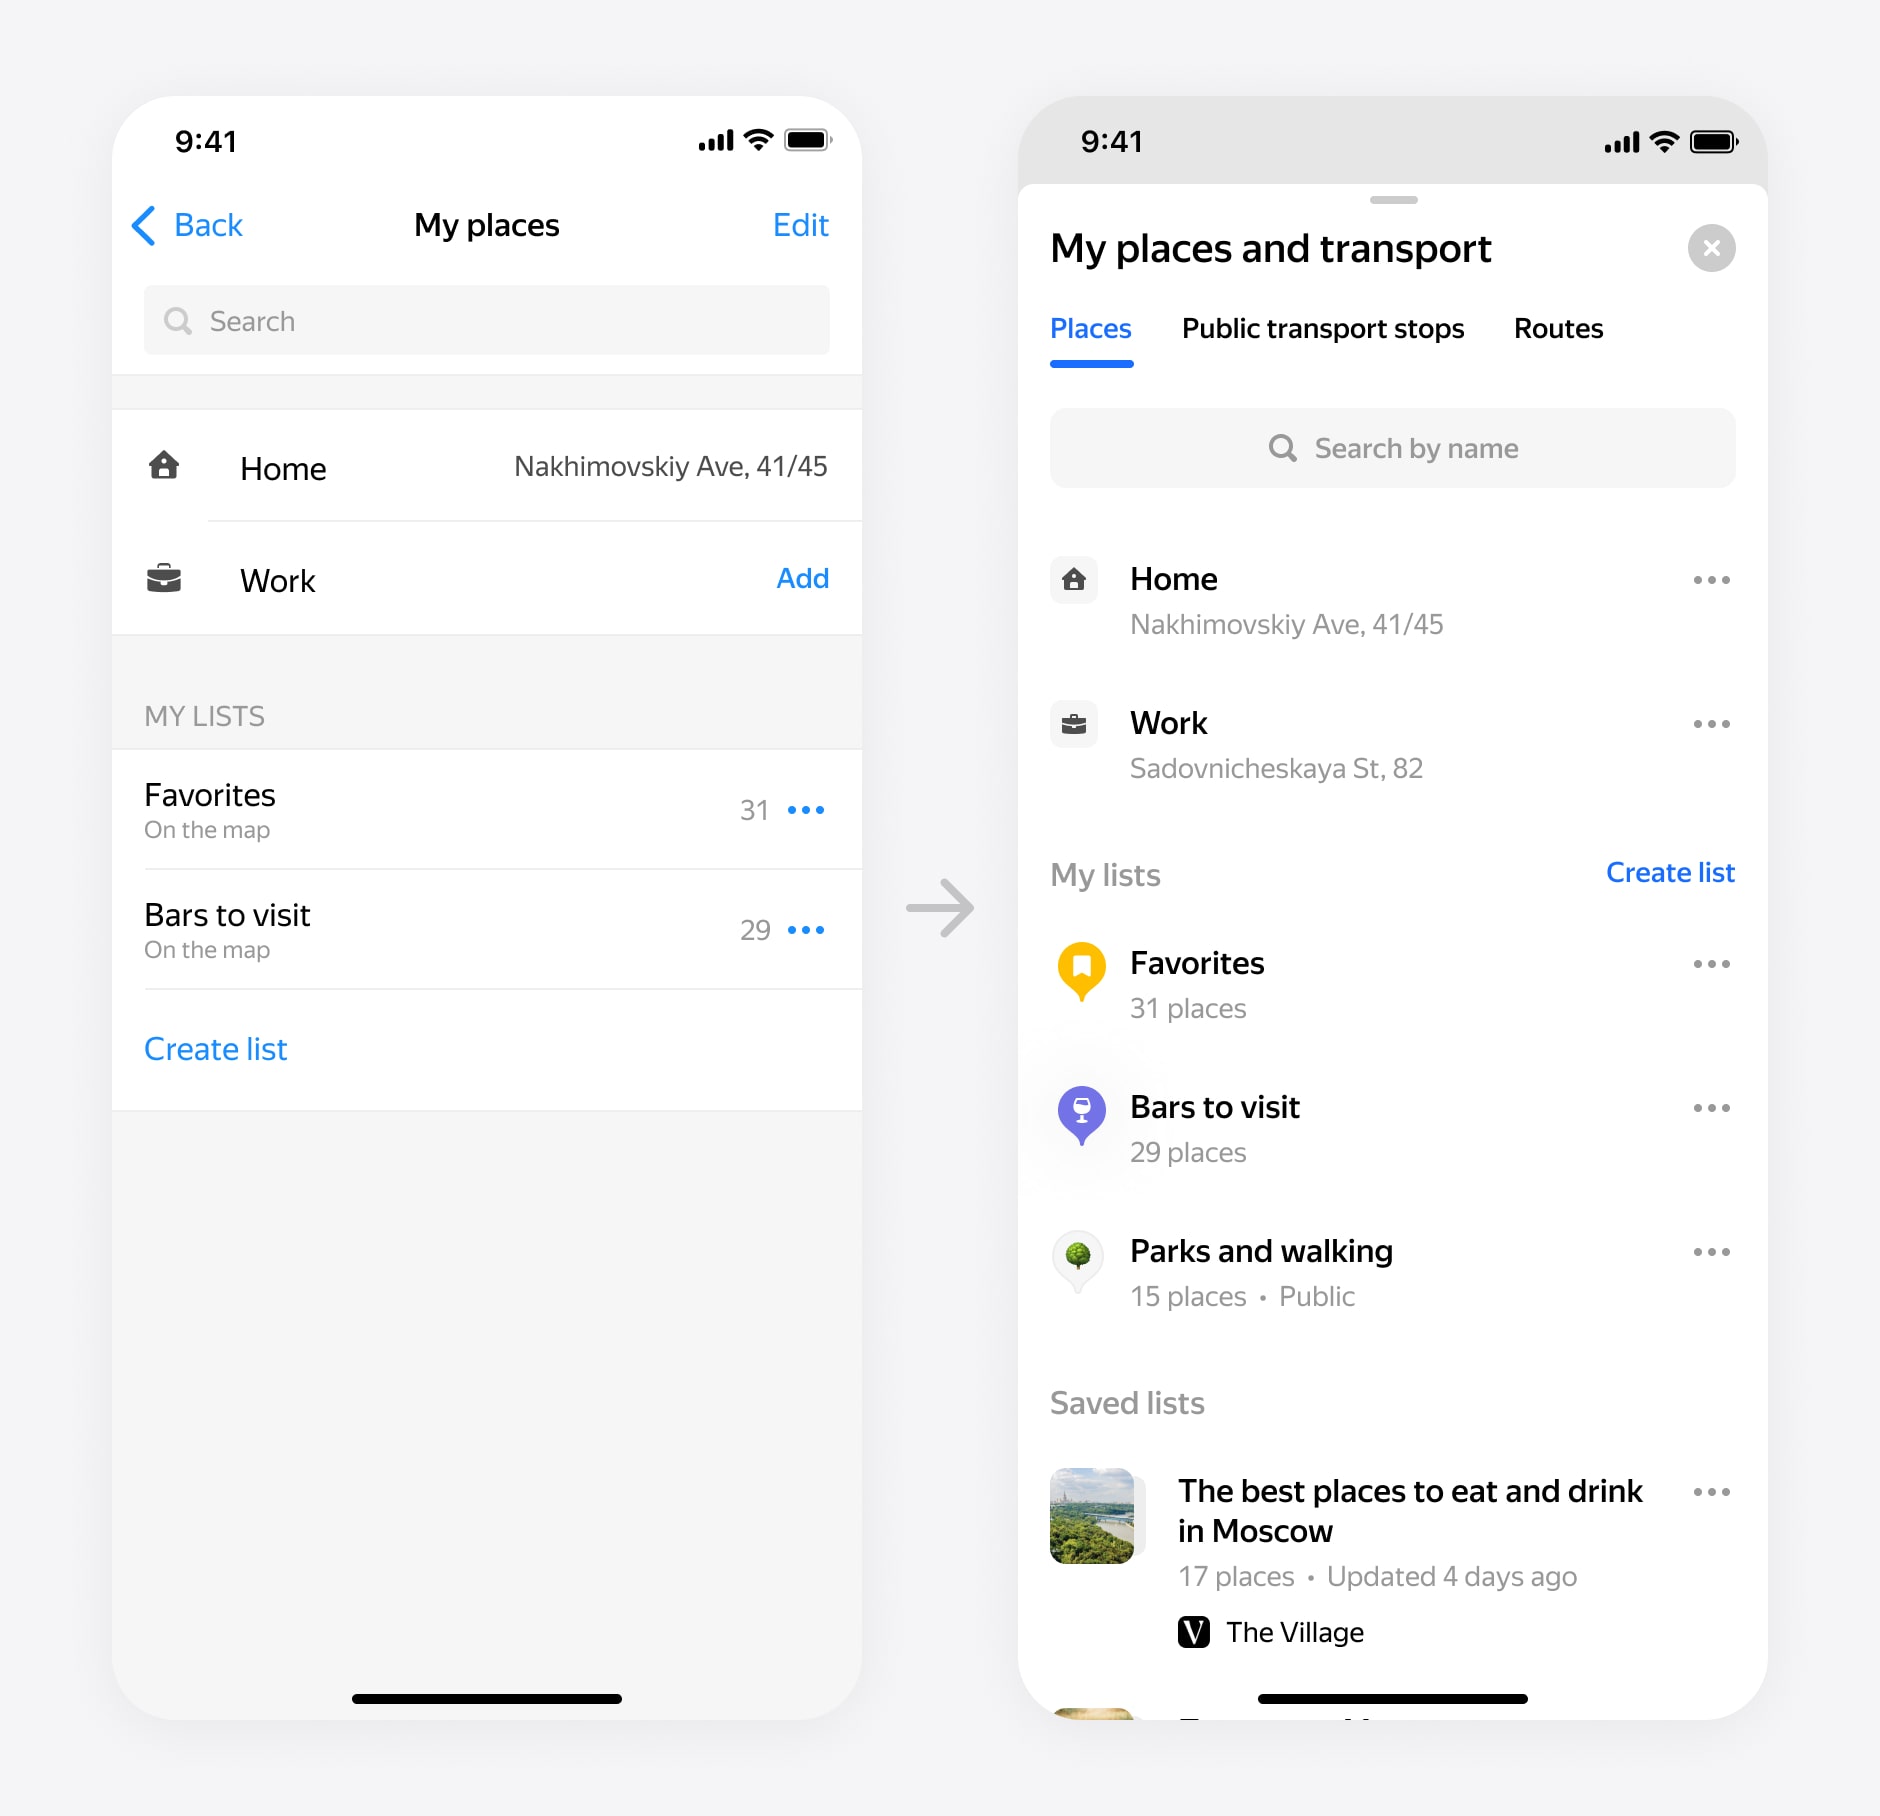 9:41
Back
My places
Edit
Search
Home
Nakhimovskiy Ave, 41/45
Work
Add
MY LISTS
Favorites
31
On the map
Bars to visit
29
On the map
Create list
9:41
My places and transport
Places
Public transport stops
Routes
Search by name
Home
Nakhimovskiy Ave, 41/45
Work
Sadovnicheskaya St, 82
My lists
Create list
Favorites
31 places
Bars to visit
29 places
Parks and walking
15 places • Public
Saved lists
The best places to eat and drink
in Moscow
17 places • Updated 4 days ago
V
The Village